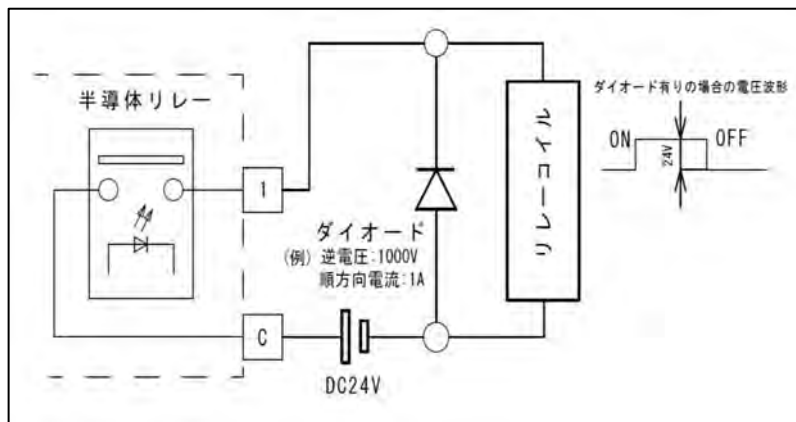 半導体リレー
1
C
DC24V
ダイオード
(例) 逆電圧:1000V
順方向電流:1A
リレーコイル
ダイオード有りの場合の電圧波形
ON
24V
OFF